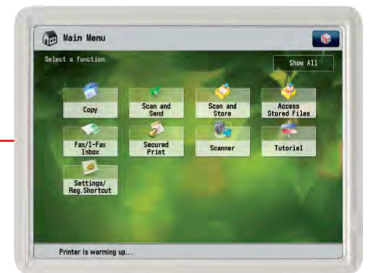 Main Menu
Select a function.
Show All
Copy
Scan and
Send
Scan and
Store
Access
Stored Files
Fax/I-Fax
Inbox
Secured
Print
Scanner
Tutorial
Settings/
Reg.Shortcut
Printer is warming up...